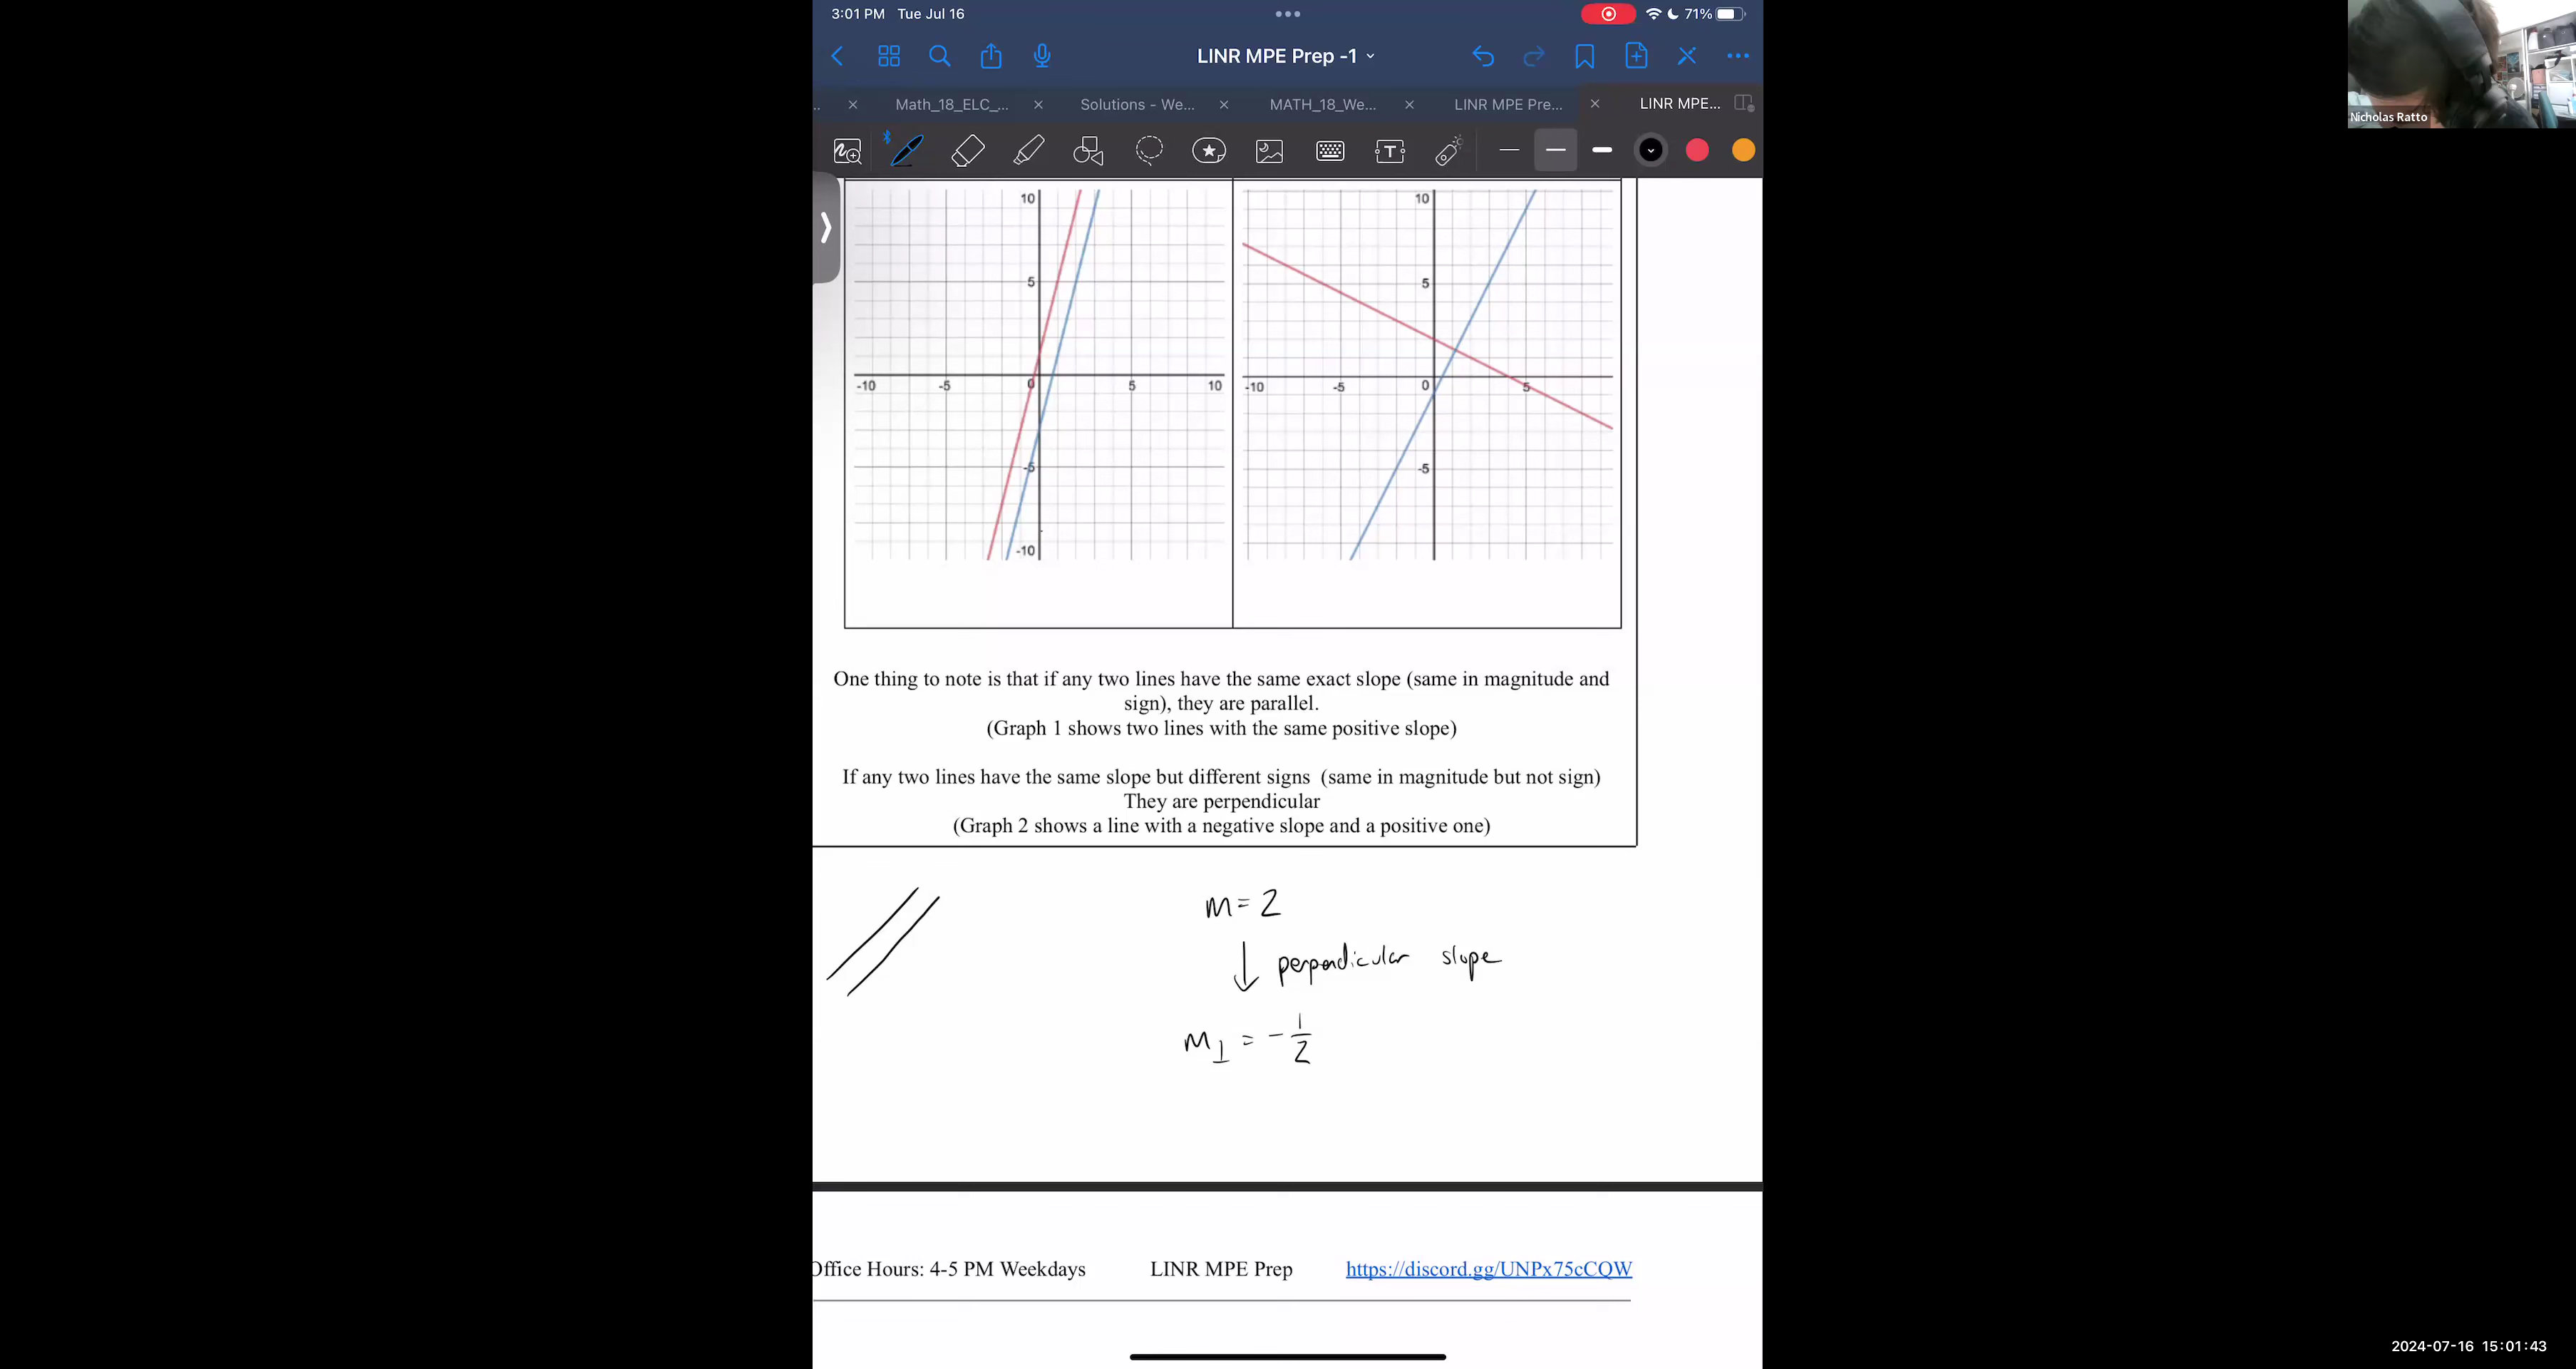 3:01 PM Tue Jul 16
71%
LINR MPE Prep -1
...
Math_18_ELC_...
Solutions - We...
MATH_18_We...
LINR MPE Pre...
LINR MPE...
Nicholas Ratto
10
5
-10 -5 0 5 10
-5
-10
10
5
-10 -5 0 5
-5
One thing to note is that if any two lines have the same exact slope (same in magnitude and
sign), they are parallel.
(Graph 1 shows two lines with the same positive slope)
If any two lines have the same slope but different signs (same in magnitude but not sign)
They are perpendicular
(Graph 2 shows a line with a negative slope and a positive one)
m = 2
↓ perpendicular slope
m⊥ = -1/2
Office Hours: 4-5 PM Weekdays LINR MPE Prep https://discord.gg/UNPx75cCQW
2024-07-16 15:01:43